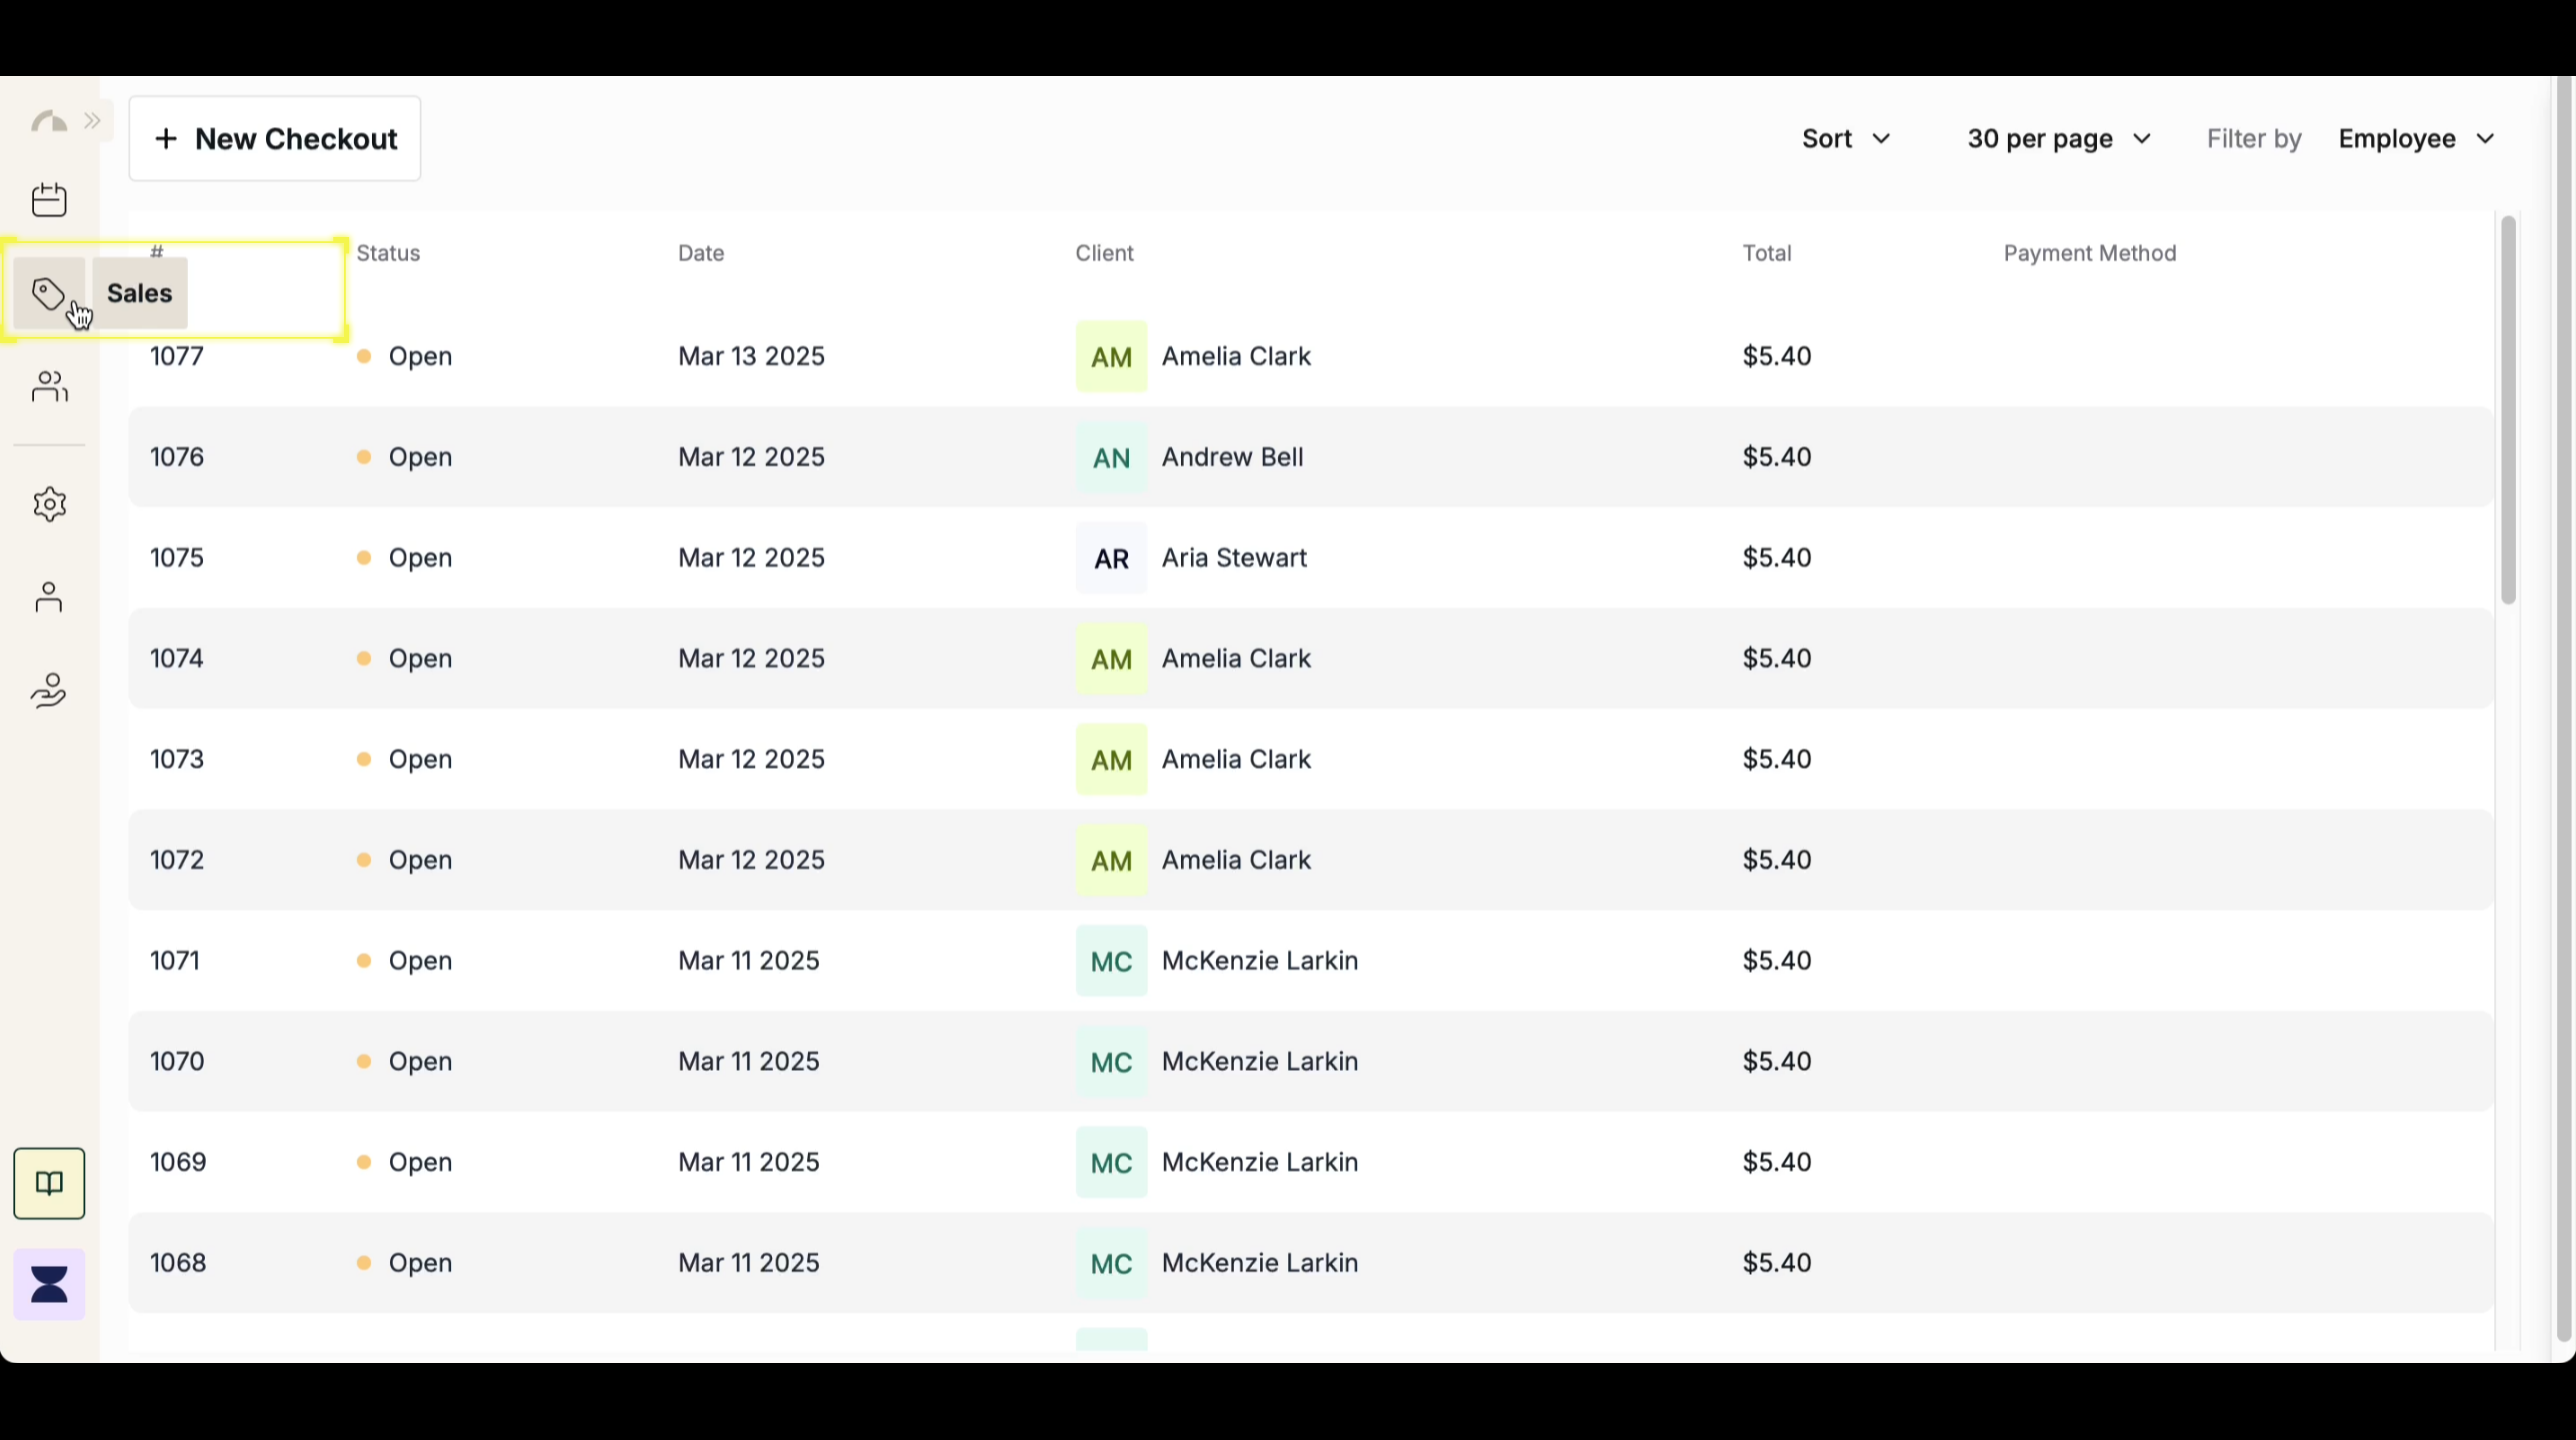 + New Checkout
Sort
30 per page
Filter by Employee
# Status Date Client Total Payment Method
Sales
1077 Open Mar 13 2025 AM Amelia Clark $5.40
1076 Open Mar 12 2025 AN Andrew Bell $5.40
1075 Open Mar 12 2025 AR Aria Stewart $5.40
1074 Open Mar 12 2025 AM Amelia Clark $5.40
1073 Open Mar 12 2025 AM Amelia Clark $5.40
1072 Open Mar 12 2025 AM Amelia Clark $5.40
1071 Open Mar 11 2025 MC McKenzie Larkin $5.40
1070 Open Mar 11 2025 MC McKenzie Larkin $5.40
1069 Open Mar 11 2025 MC McKenzie Larkin $5.40
1068 Open Mar 11 2025 MC McKenzie Larkin $5.40